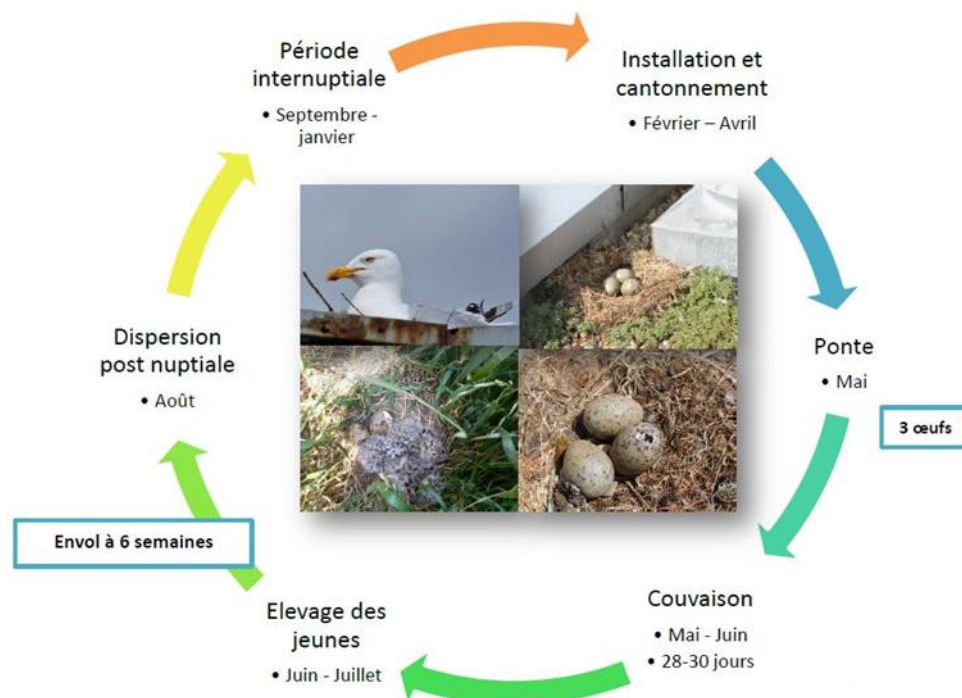 Période
internuptiale
• Septembre -
janvier
Installation et
cantonnement
• Février – Avril
Ponte
• Mai
3 œufs
Couvaison
• Mai - Juin
• 28-30 jours
Elevage des
jeunes
• Juin - Juillet
Envol à 6 semaines
Dispersion
post nuptiale
• Août